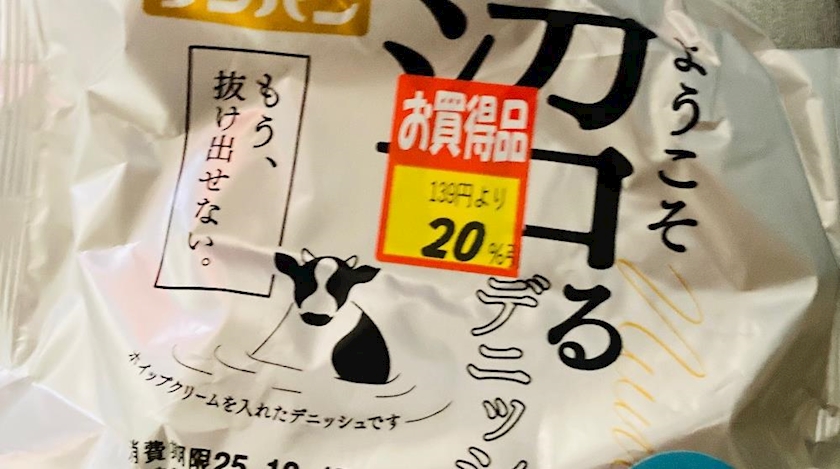 ようこそ
沼る
デニッ
もう、
抜け出せない。
お買得品
139円より
20%引
ホイップクリームを入れたデニッシュです
消費期限25.10.